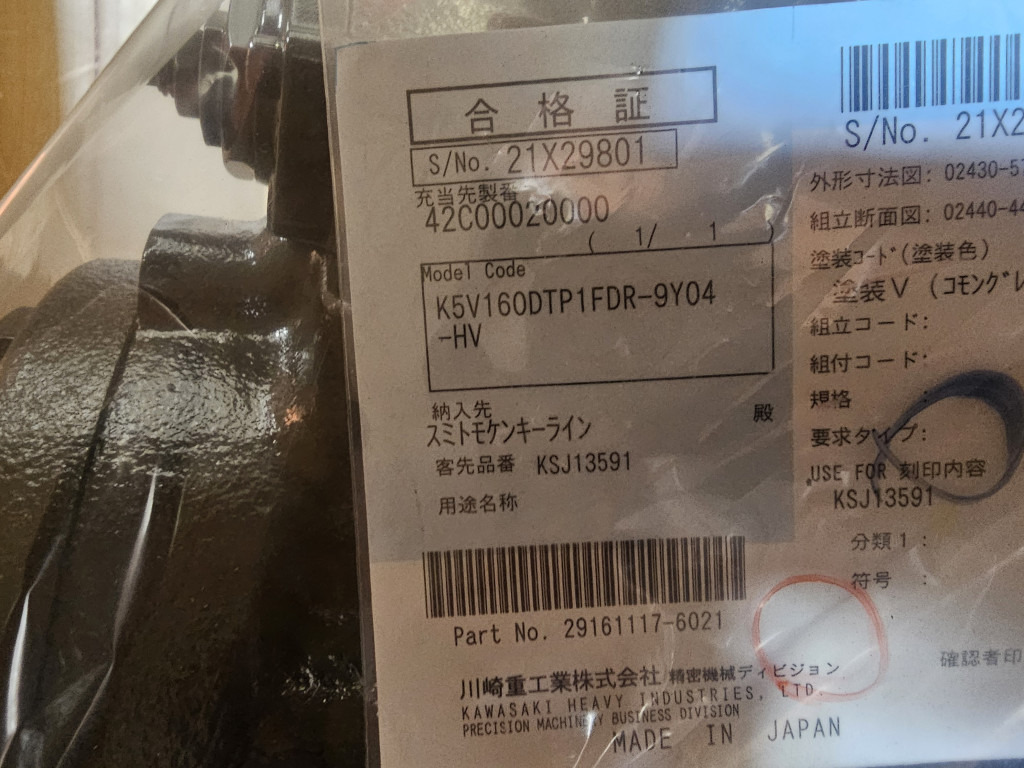 合格証
S/No. 21X29801
充当先製番
42C00020000
( 1/ 1 )
Model Code
K5V160DTP1FDR-9Y04
-HV
納入先 殿
スミトモケンキーライン
客先品番 KSJ13591
用途名称
Part No. 29161117-6021
川崎重工業株式会社 精密機械ディビジョン
KAWASAKI HEAVY INDUSTRIES, LTD.
PRECISION MACHINERY BUSINESS DIVISION
MADE IN JAPAN
S/No. 21X2
外形寸法図: 02430-57
組立断面図: 02440-44
塗装ｺｰﾄﾞ(塗装色)
塗装V (ｺﾓﾝｸﾞﾚ
組立コード:
組付コード:
規格 :
要求タイプ:
USE FOR 刻印内容
KSJ13591
分類1 :
符号 :
確認者印